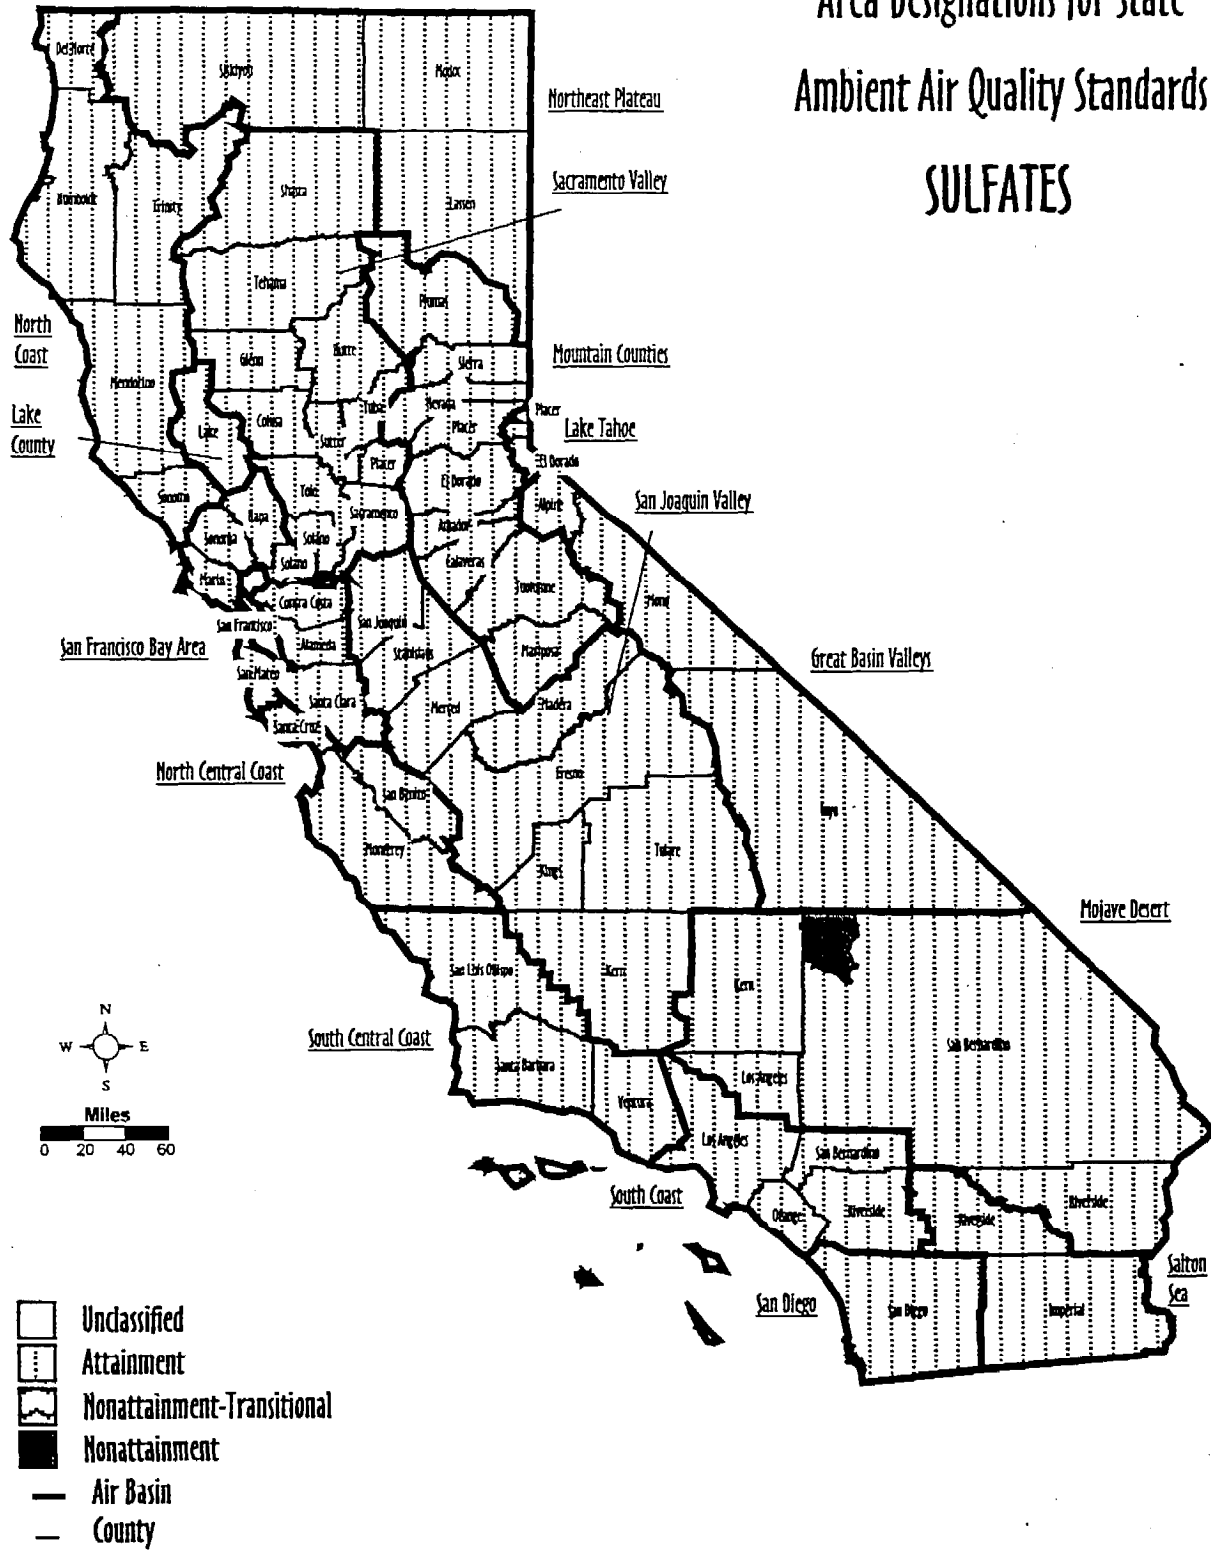 Area Designations for State
Ambient Air Quality Standards
SULFATES
Del Norte
Siskiyou
Modoc
Northeast Plateau
Sacramento Valley
Humboldt
Trinity
Shasta
Lassen
Tehama
Plumas
North
Coast
Glenn
Butte
Sierra
Mountain Counties
Mendocino
Lake
County
Lake
Colusa
Yuba
Nevada
Placer
Sutter
Placer
Placer
Lake Tahoe
El Dorado
Sonoma
Napa
Yolo
Sacramento
El Dorado
Alpine
San Joaquin Valley
Sonoma
Solano
Amador
Marin
Solano
Calaveras
Tuolumne
Mono
Contra Costa
San Francisco
San Joaquin
San Francisco Bay Area
Alameda
Stanislaus
Mariposa
Great Basin Valleys
San Mateo
Santa Clara
Merced
Madera
Santa Cruz
North Central Coast
San Benito
Fresno
Inyo
Monterey
Kings
Tulare
Mojave Desert
San Luis Obispo
Kern
Kern
San Bernardino
South Central Coast
Santa Barbara
Ventura
Los Angeles
Los Angeles
San Bernardino
South Coast
Orange
Riverside
Riverside
Riverside
Salton
Sea
San Diego
San Diego
Imperial
N
W E
S
Miles
0 20 40 60
Unclassified
Attainment
Nonattainment-Transitional
Nonattainment
Air Basin
County